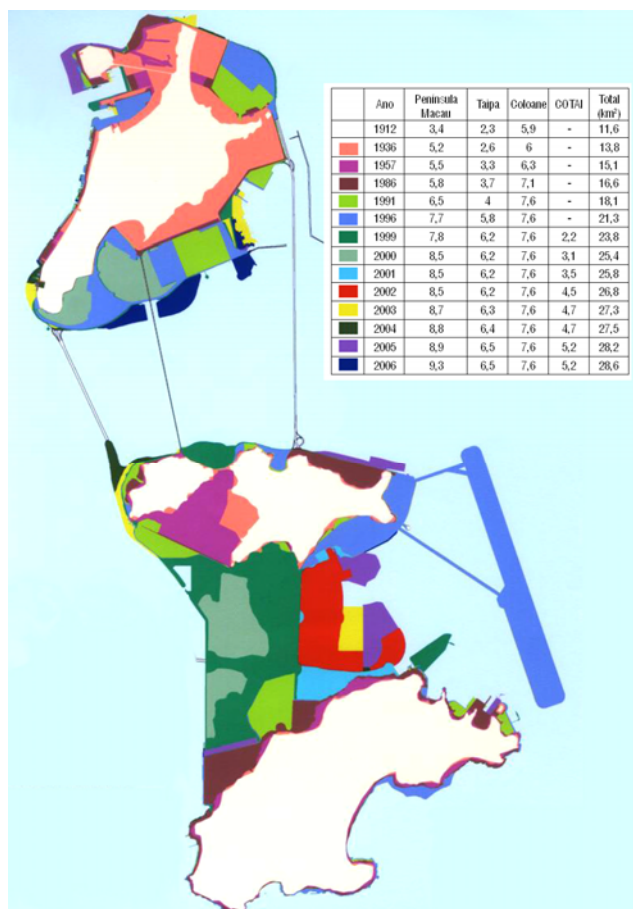 Ano Península Macau Taipa Coloane COTAI Total (km²)
1912 3,4 2,3 5,9 - 11,6
1936 5,2 2,6 6 - 13,8
1957 5,5 3,3 6,3 - 15,1
1986 5,8 3,7 7,1 - 16,6
1991 6,5 4 7,6 - 18,1
1996 7,7 5,8 7,6 - 21,3
1999 7,8 6,2 7,6 2,2 23,8
2000 8,5 6,2 7,6 3,1 25,4
2001 8,5 6,2 7,6 3,5 25,8
2002 8,5 6,2 7,6 4,5 26,8
2003 8,7 6,3 7,6 4,7 27,3
2004 8,8 6,4 7,6 4,7 27,5
2005 8,9 6,5 7,6 5,2 28,2
2006 9,3 6,5 7,6 5,2 28,6